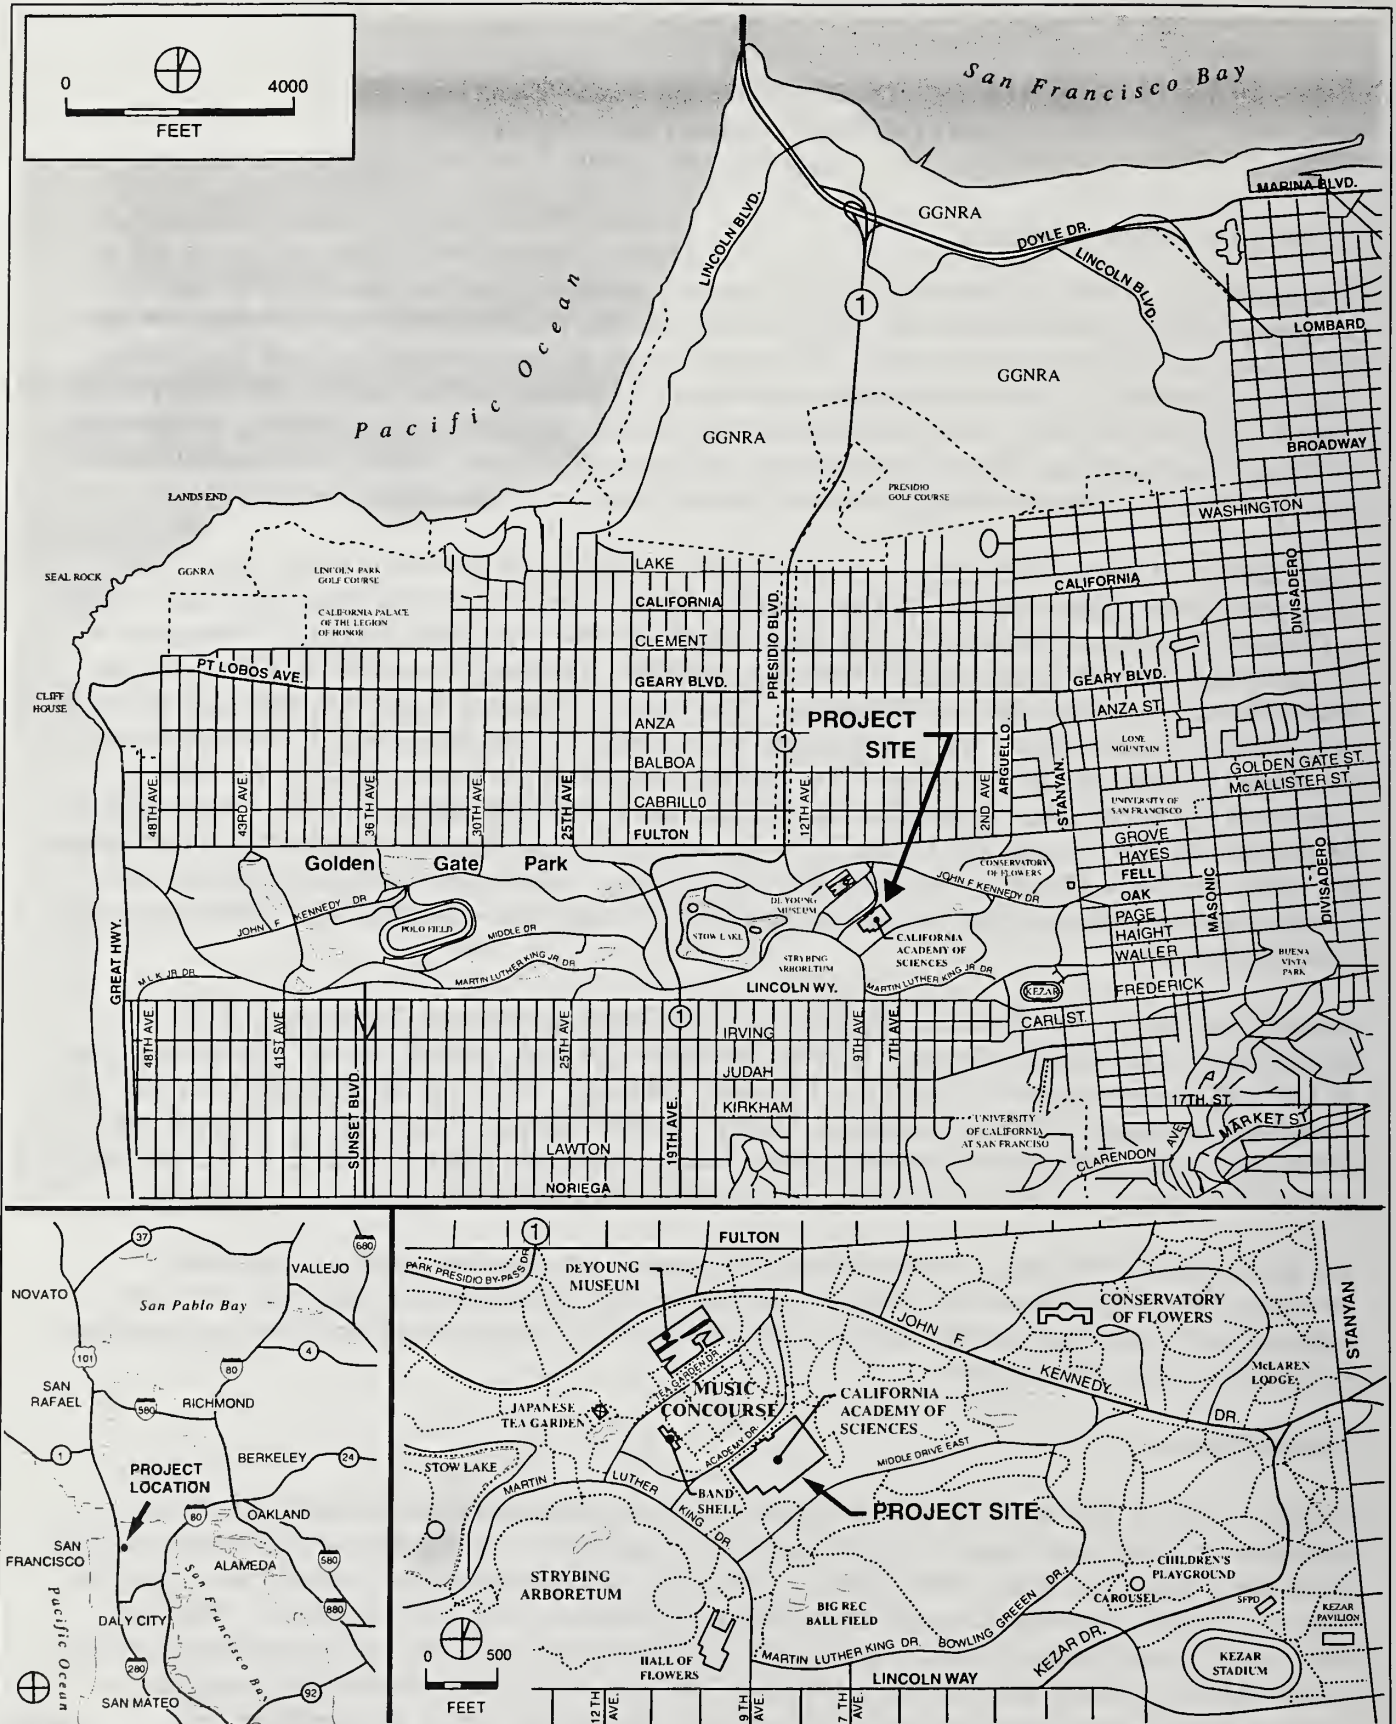 0
4000
FEET
San Francisco Bay
Pacific Ocean
GGNRA
MARINA BLVD.
LINCOLN BLVD.
DOYLE DR.
LINCOLN BLVD.
1
LOMBARD
GGNRA
GGNRA
BROADWAY
PRESIDIO
GOLF COURSE
LANDS END
WASHINGTON
SEAL ROCK
GGNRA
LINCOLN PARK
GOLF COURSE
CALIFORNIA PALACE
OF THE LEGION
OF HONOR
LAKE
CALIFORNIA
CLEMENT
GEARY BLVD.
ANZA
BALBOA
CABRILLO
FULTON
PRESIDIO BLVD.
CALIFORNIA
DIVISADERO
PT LOBOS AVE.
GEARY BLVD.
CLIFF
HOUSE
ANZA ST.
PROJECT
SITE
1
ARGUELLO.
LONE
MOUNTAIN
GOLDEN GATE ST.
Mc ALLISTER ST.
STANYAN.
UNIVERSITY OF
SAN FRANCISCO
48TH AVE.
43RD AVE.
36TH AVE.
30TH AVE.
25TH AVE.
12TH AVE.
2ND AVE.
GROVE
HAYES
FELL
OAK
PAGE
HAIGHT
WALLER
FREDERICK
MASONIC
DIVISADERO
Golden Gate Park
CONSERVATORY
OF FLOWERS
JOHN F KENNEDY DR
DE YOUNG
MUSEUM
JOHN F KENNEDY DR
POLO FIELD
MIDDLE DR
STOW LAKE
CALIFORNIA
ACADEMY OF
SCIENCES
STRYBING
ARBORETUM
BUENA
VISTA
PARK
M L K JR DR.
MARTIN LUTHER KING JR DR
LINCOLN WY.
MARTIN LUTHER KING JR DR
KEZAR
GREAT HWY.
1
CARL ST.
48TH AVE.
41ST AVE.
SUNSET BLVD.
25TH AVE.
19TH AVE.
9TH AVE.
7TH AVE.
IRVING
JUDAH
KIRKHAM
LAWTON
NORIEGA
UNIVERSITY
OF CALIFORNIA
AT SAN FRANCISO
17TH. ST.
MARKET ST
CLARENDON AVE.
37
680
NOVATO
VALLEJO
San Pablo Bay
101
4
80
SAN
RAFAEL
580
RICHMOND
1
BERKELEY
24
PROJECT
LOCATION
80
OAKLAND
SAN
FRANCISCO
ALAMEDA
580
880
Pacific Ocean
San Francisco Bay
DALY CITY
280
SAN MATEO
92
1
FULTON
PARK PRESIDIO BY-PASS DR
DEYOUNG
MUSEUM
CONSERVATORY
OF FLOWERS
STANYAN
JOHN F. KENNEDY DR.
McLAREN
LODGE
TEA GARDEN DR.
MUSIC
CONCOURSE
JAPANESE
TEA GARDEN
CALIFORNIA
ACADEMY OF
SCIENCES
ACADEMY DR.
MIDDLE DRIVE EAST
STOW LAKE
MARTIN LUTHER KING DR.
BAND
SHELL
PROJECT SITE
STRYBING
ARBORETUM
CHILDREN'S
PLAYGROUND
CAROUSEL
BIG REC
BALL FIELD
SFPD
KEZAR
PAVILION
0
500
FEET
HALL OF
FLOWERS
MARTIN LUTHER KING DR.
BOWLING GREEEN DR.
KEZAR DR.
KEZAR
STADIUM
LINCOLN WAY
12 TH AVE.
9 TH AVE.
7 TH AVE.